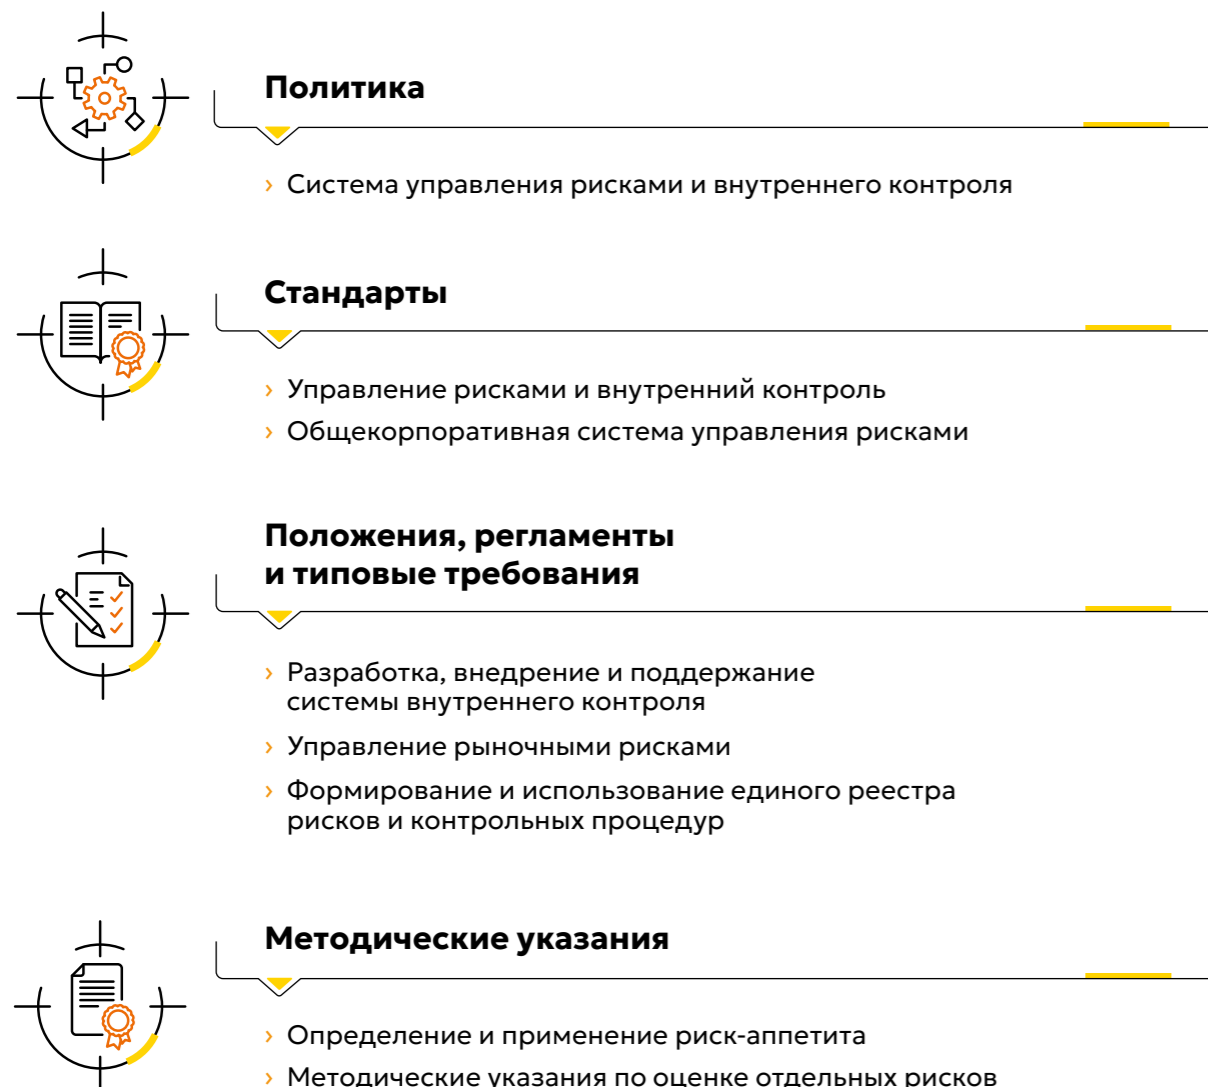 Политика
› Система управления рисками и внутреннего контроля
Стандарты
› Управление рисками и внутренний контроль
› Общекорпоративная система управления рисками
Положения, регламенты
и типовые требования
› Разработка, внедрение и поддержание
системы внутреннего контроля
› Управление рыночными рисками
› Формирование и использование единого реестра
рисков и контрольных процедур
Методические указания
› Определение и применение риск-аппетита
› Методические указания по оценке отдельных рисков